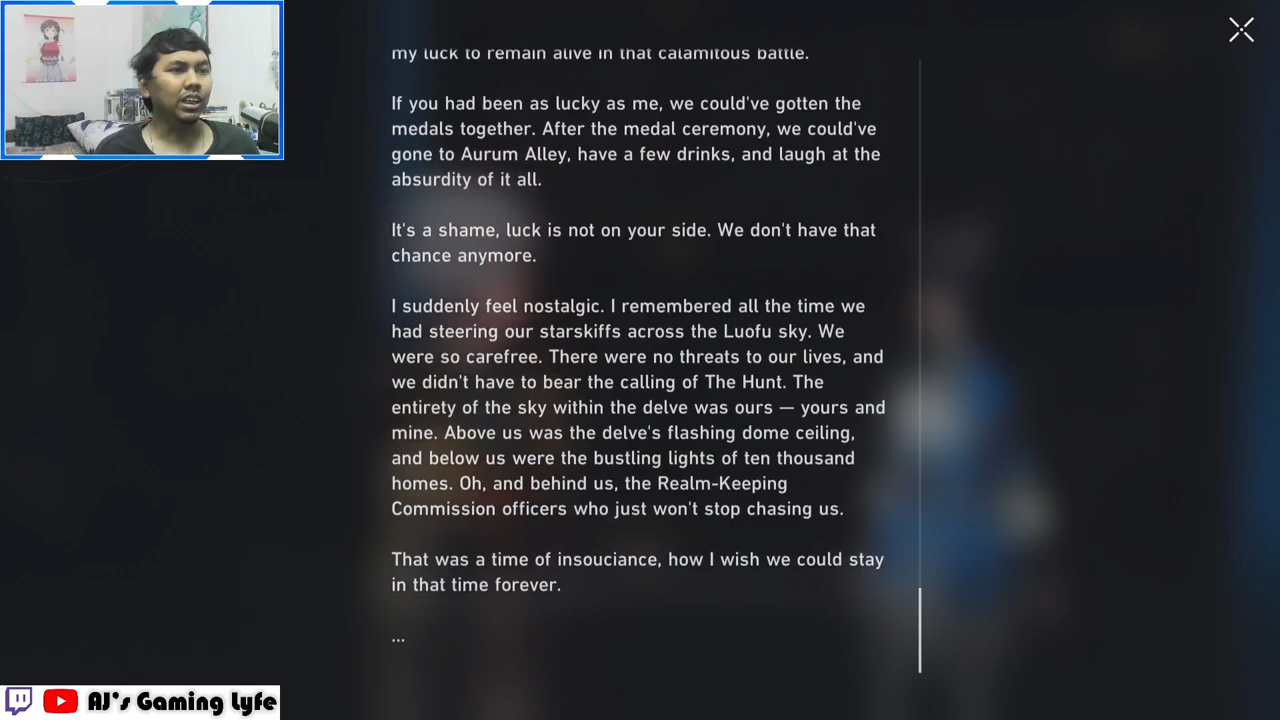 my luck to remain alive in that calamitous battle.
If you had been as lucky as me, we could've gotten the
medals together. After the medal ceremony, we could've
gone to Aurum Alley, have a few drinks, and laugh at the
absurdity of it all.
It's a shame, luck is not on your side. We don't have that
chance anymore.
I suddenly feel nostalgic. I remembered all the time we
had steering our starskiffs across the Luofu sky. We
were so carefree. There were no threats to our lives, and
we didn't have to bear the calling of The Hunt. The
entirety of the sky within the delve was ours — yours and
mine. Above us was the delve's flashing dome ceiling,
and below us were the bustling lights of ten thousand
homes. Oh, and behind us, the Realm-Keeping
Commission officers who just won't stop chasing us.
That was a time of insouciance, how I wish we could stay
in that time forever.
...
AJ's Gaming Lyfe